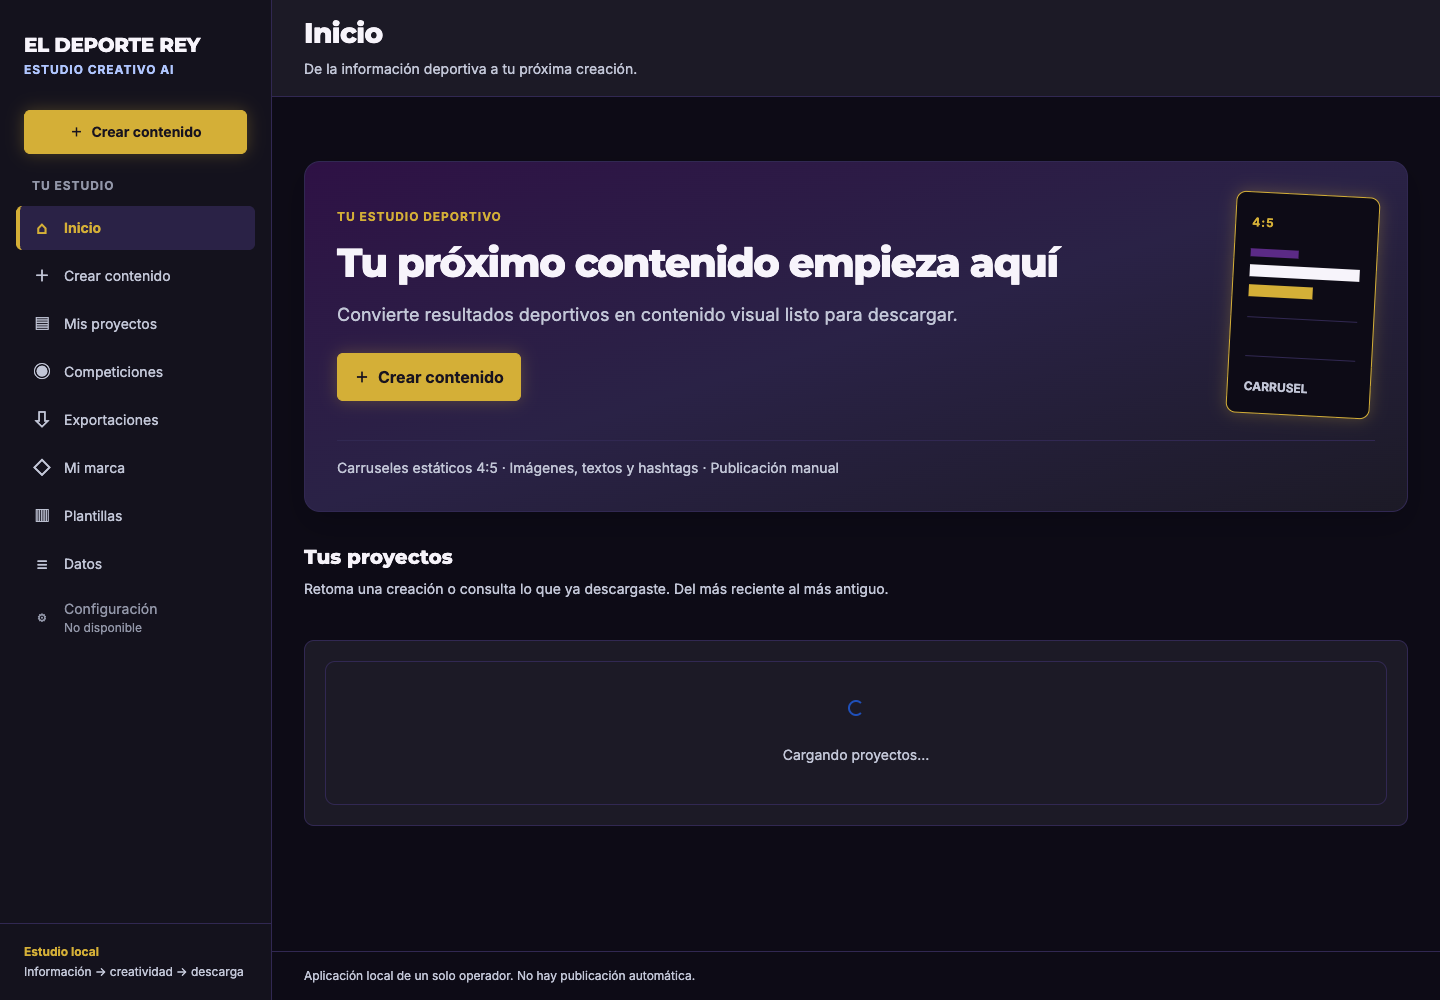 EL DEPORTE REY
ESTUDIO CREATIVO AI
+ Crear contenido
TU ESTUDIO
Inicio
Crear contenido
Mis proyectos
Competiciones
Exportaciones
Mi marca
Plantillas
Datos
Configuración
No disponible
Estudio local
Información → creatividad → descarga
Inicio
De la información deportiva a tu próxima creación.
TU ESTUDIO DEPORTIVO
Tu próximo contenido empieza aquí
Convierte resultados deportivos en contenido visual listo para descargar.
+ Crear contenido
4:5
CARRUSEL
Carruseles estáticos 4:5 · Imágenes, textos y hashtags · Publicación manual
Tus proyectos
Retoma una creación o consulta lo que ya descargaste. Del más reciente al más antiguo.
Cargando proyectos...
Aplicación local de un solo operador. No hay publicación automática.